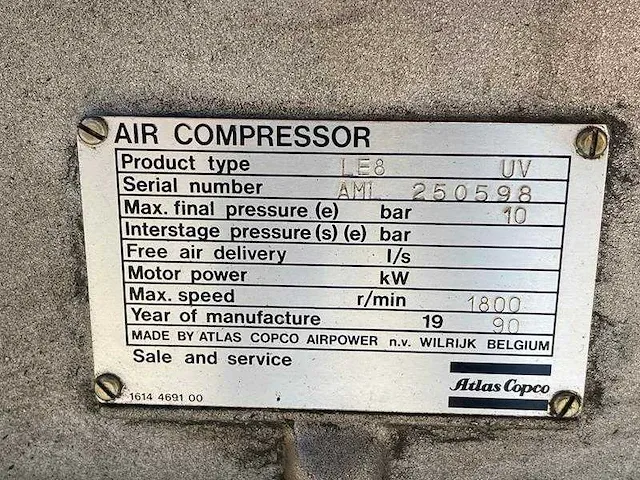 AIR COMPRESSOR
Product type LE8 UV
Serial number AML 250598
Max. final pressure (e) bar 10
Interstage pressure (s) (e) bar
Free air delivery l/s
Motor power kW
Max. speed r/min 1800
Year of manufacture 19 90
MADE BY ATLAS COPCO AIRPOWER n.v. WILRIJK BELGIUM
Sale and service
Atlas Copco
1614 4691 00